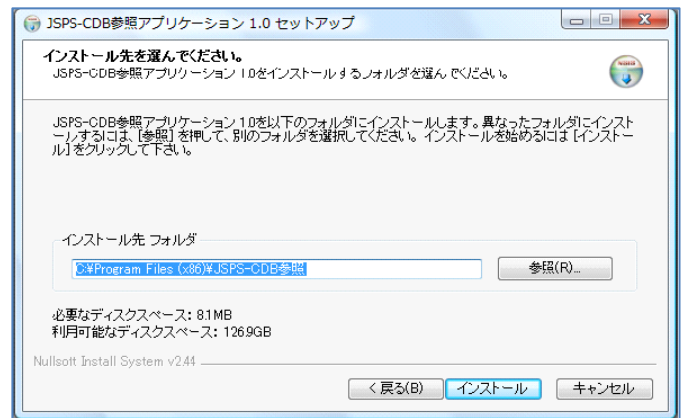 JSPS-CDB参照アプリケーション 1.0 セットアップ
インストール先を選んでください。
JSPS-CDB参照アプリケーション 1.0をインストールするフォルダを選んでください。
JSPS-CDB参照アプリケーション 1.0を以下のフォルダにインストールします。異なったフォルダにインスト
ールするには、[参照] を押して、別のフォルダを選択してください。インストールを始めるには [インストー
ル] をクリックして下さい。
インストール先 フォルダ
C:¥Program Files (x86)¥JSPS-CDB参照
参照(R)...
必要なディスクスペース: 8.1MB
利用可能なディスクスペース: 126.9GB
Nullsoft Install System v2.44
< 戻る(B)
インストール
キャンセル